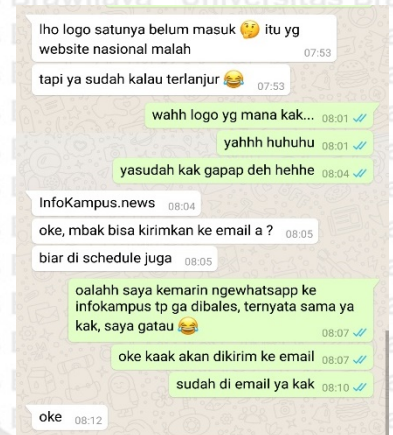 lho logo satunya belum masuk 🤔 itu yg
website nasional malah
07:53
tapi ya sudah kalau terlanjur 😂
07:53
wahh logo yg mana kak... 08:01
yahhh huhuhu 08:01
yasudah kak gapap deh hehhe 08:04
InfoKampus.news 08:04
oke, mbak bisa kirimkan ke email a ? 08:05
biar di schedule juga 08:05
oalahh saya kemarin ngewhatsapp ke
infokampus tp ga dibales, ternyata sama ya
kak, saya gatau 😂
08:07
oke kaak akan dikirim ke email 08:07
sudah di email ya kak 08:10
oke 08:12